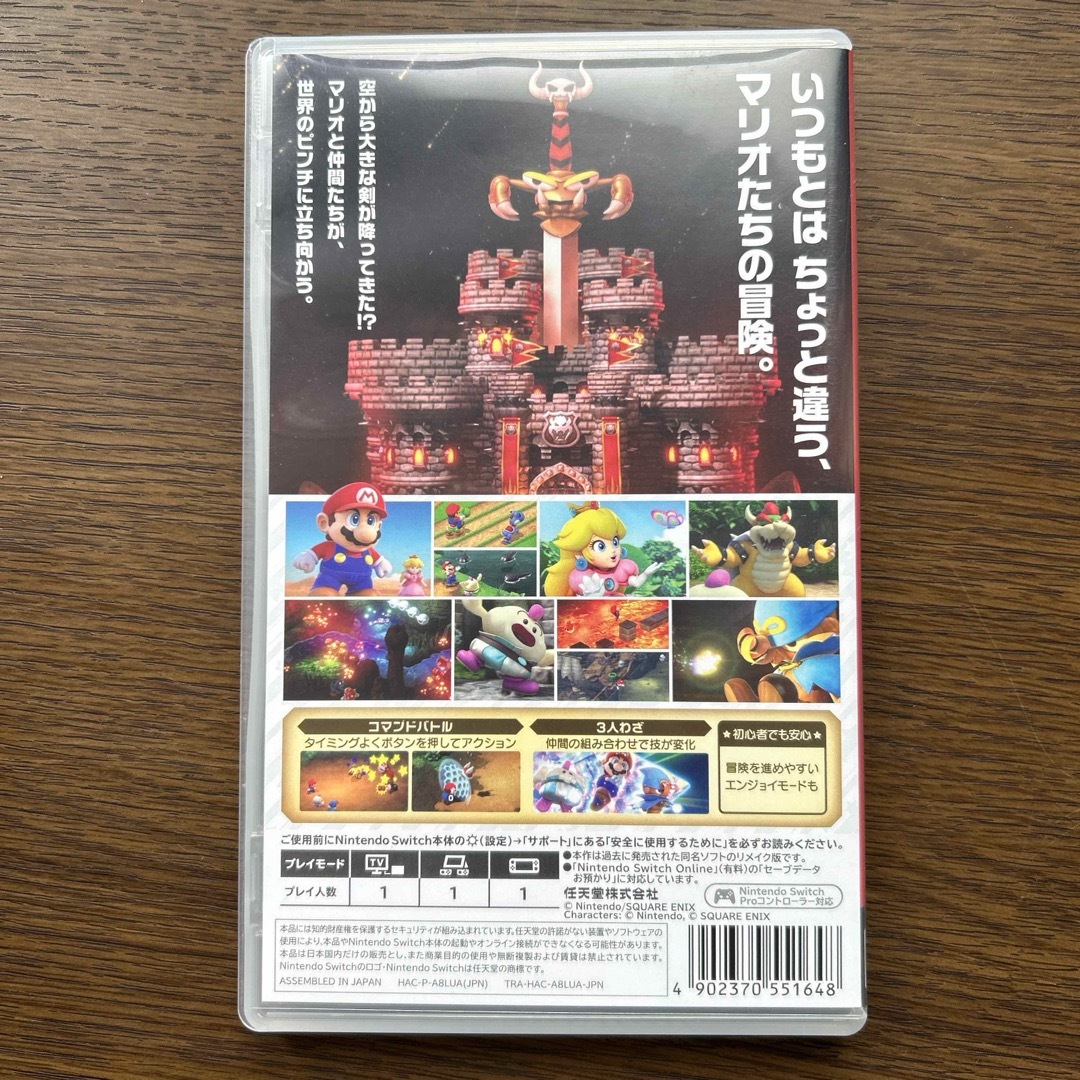 いつもとは ちょっと違う、
マリオたちの冒険。
空から大きな剣が降ってきた!?
マリオと仲間たちが、
世界のピンチに立ち向かう。
コマンドバトル
タイミングよくボタンを押してアクション
3人わざ
仲間の組み合わせで技が変化
★初心者でも安心★
冒険を進めやすい
エンジョイモードも
ご使用前にNintendo Switch本体の(設定)→「サポート」にある「安全に使用するために」を必ずお読みください。
プレイモード TV
プレイ人数 1 1 1
●本作は過去に発売された同名ソフトのリメイク版です。
●「Nintendo Switch Online」(有料)の「セーブデータ
お預かり」に対応しています。
任天堂株式会社
© Nintendo/SQUARE ENIX
Characters: © Nintendo, © SQUARE ENIX
Nintendo Switch
Proコントローラー対応
本品には知的財産権を保護するセキュリティが組み込まれています。任天堂の許諾がない装置やソフトウェアの
使用により、本品やNintendo Switch本体の起動やオンライン接続ができなくなる可能性があります。
本品は日本国内だけの販売とし、また商業目的の使用や無断複製および賃貸は禁止されています。
Nintendo Switchのロゴ・Nintendo Switchは任天堂の商標です。
ASSEMBLED IN JAPAN HAC-P-A8LUA(JPN) TRA-HAC-A8LUA-JPN
4 902370 551648